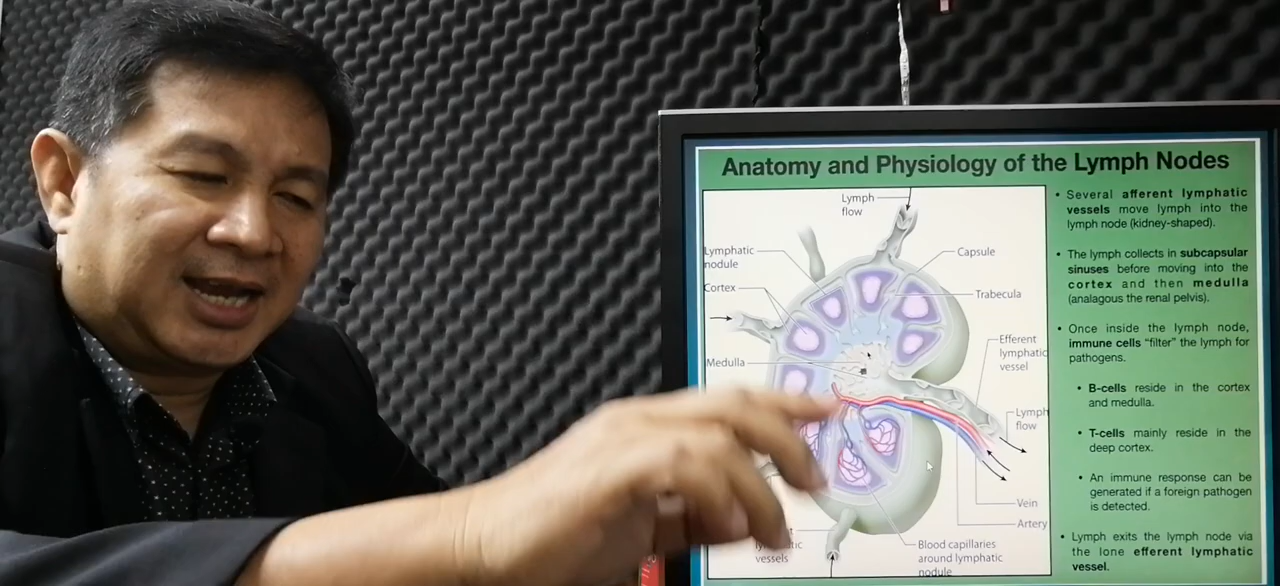 Anatomy and Physiology of the Lymph Nodes
Lymph
flow
Lymphatic
nodule
Cortex
Medulla
Capsule
Trabecula
Efferent
lymphatic
vessel
Lymph
flow
Vein
Artery
Blood capillaries
around lymphatic
nodule
vessels
• Several afferent lymphatic
vessels move lymph into the
lymph node (kidney-shaped).
• The lymph collects in subcapsular
sinuses before moving into the
cortex and then medulla
(analagous the renal pelvis).
• Once inside the lymph node,
immune cells “filter” the lymph for
pathogens.
• B-cells reside in the cortex
and medulla.
• T-cells mainly reside in the
deep cortex.
• An immune response can be
generated if a foreign pathogen
is detected.
• Lymph exits the lymph node via
the lone efferent lymphatic
vessel.